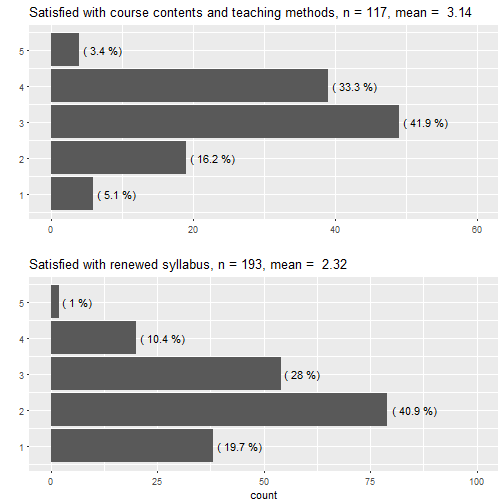 Satisfied with course contents and teaching methods, n = 117, mean =  3.14
5
( 3.4 %)
4
( 33.3 %)
3
( 41.9 %)
2
( 16.2 %)
1
( 5.1 %)
0 20 40 60
Satisfied with renewed syllabus, n = 193, mean =  2.32
5
( 1 %)
4
( 10.4 %)
3
( 28 %)
2
( 40.9 %)
1
( 19.7 %)
0 25 50 75 100
count